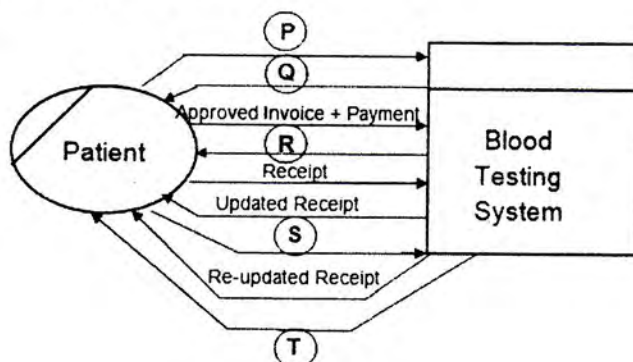 P
Q
Approved Invoice + Payment
R
Receipt
Updated Receipt
S
Re-updated Receipt
T
Patient
Blood
Testing
System